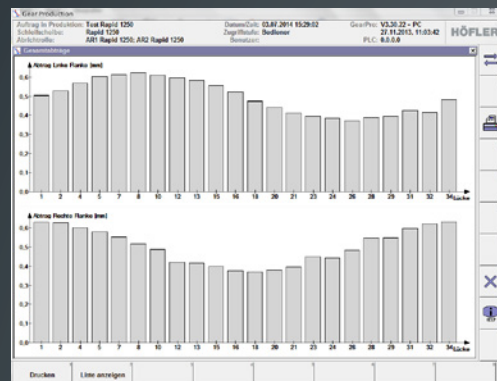 Gear Production
Auftrag in Produktion: Test Rapid 1250
Schleifscheibe: Rapid 1250
Abrichtrolle: AR1 Rapid 1250; AR2 Rapid 1250
Datum/Zeit: 03.07.2014 15:29:02
Zugriffstufe: Bediener
Benutzer:
GearPro: V3.30.22 - PC
27.11.2013, 11:03:42
PLC: 0.0.0.0
HÖFLER
Gesamtabträge
Abtrag Linke Flanke [mm]
0,6
0,4
0,2
0,0
1 2 4 5 7 8 10 12 13 15 16 18 20 21 23 24 26 28 29 31 32 34 Lücke
Abtrag Rechte Flanke [mm]
0,6
0,5
0,4
0,3
0,2
0,1
0,0
1 2 4 5 7 8 10 12 13 15 16 18 20 21 23 24 26 28 29 31 32 34 Lücke
Drucken
Linie anzeigen